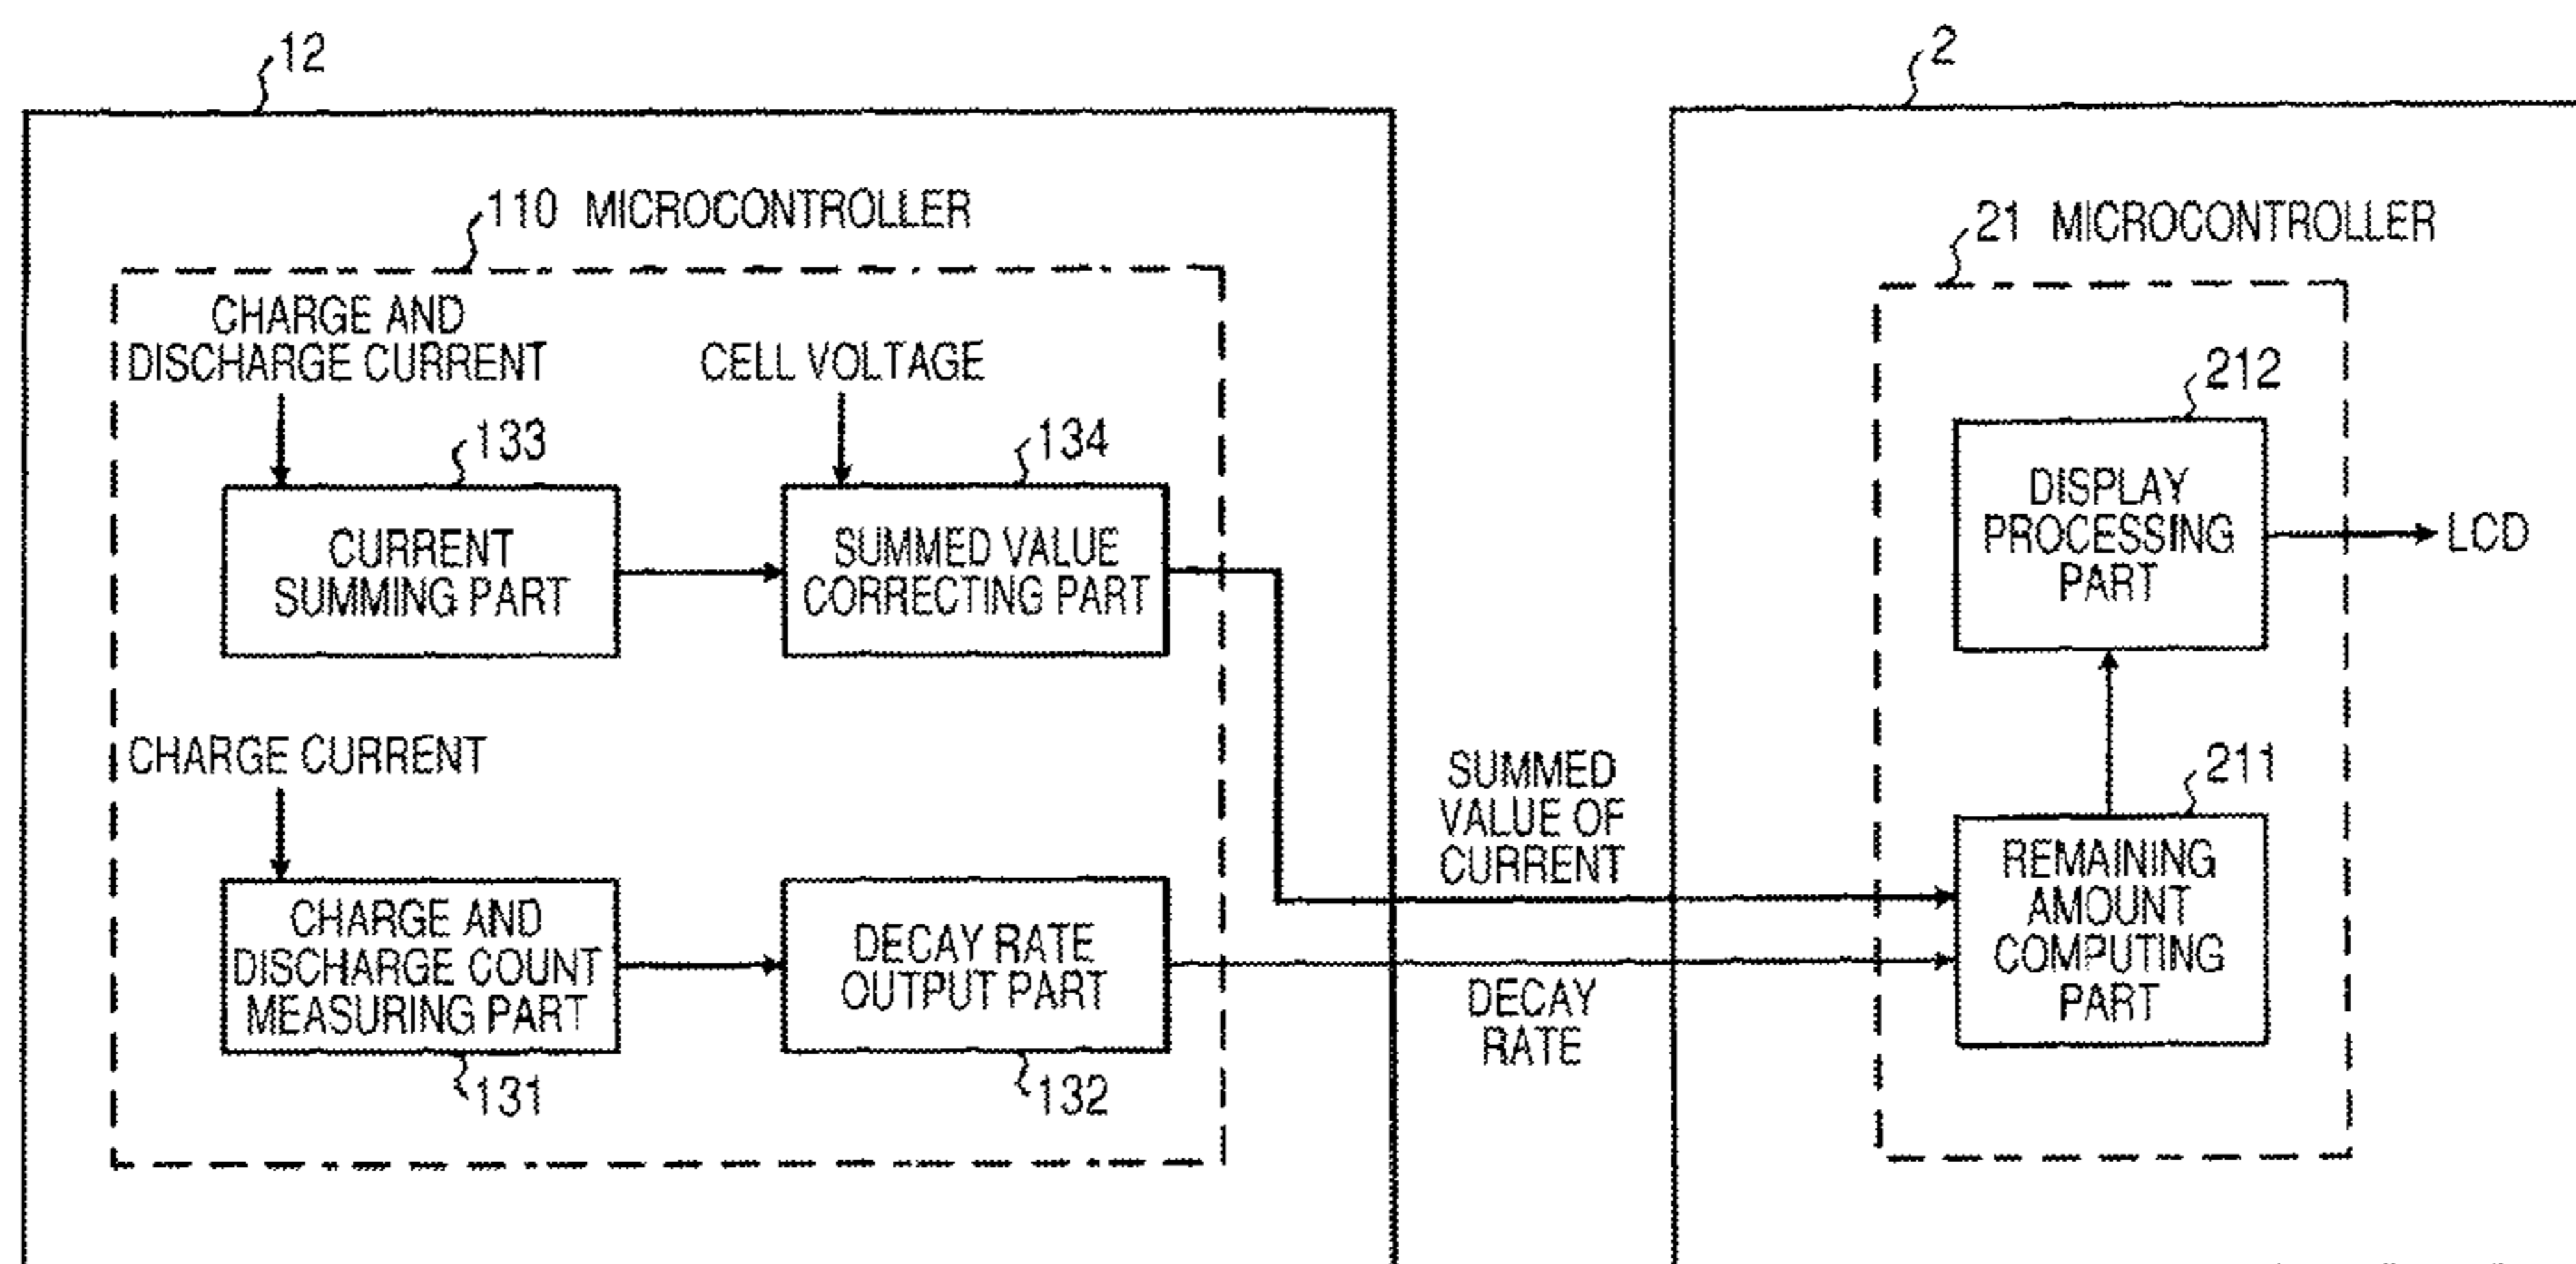 12
2
110 MICROCONTROLLER
21 MICROCONTROLLER
CHARGE AND
DISCHARGE CURRENT
CELL VOLTAGE
133
134
212
CURRENT
SUMMING PART
SUMMED VALUE
CORRECTING PART
DISPLAY
PROCESSING
PART
LCD
CHARGE CURRENT
SUMMED
VALUE OF
CURRENT
211
CHARGE AND
DISCHARGE COUNT
MEASURING PART
DECAY RATE
OUTPUT PART
REMAINING
AMOUNT
COMPUTING
PART
DECAY
RATE
131
132